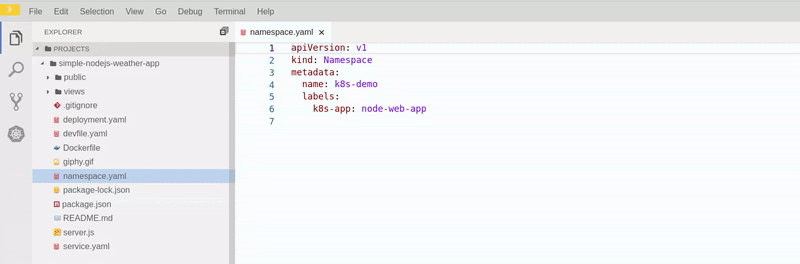 File Edit Selection View Go Debug Terminal Help
EXPLORER
PROJECTS
simple-nodejs-weather-app
public
views
.gitignore
deployment.yaml
devfile.yaml
Dockerfile
giphy.gif
namespace.yaml
package-lock.json
package.json
README.md
server.js
service.yaml
namespace.yaml
1 apiVersion: v1
2 kind: Namespace
3 metadata:
4 name: k8s-demo
5 labels:
6 k8s-app: node-web-app
7